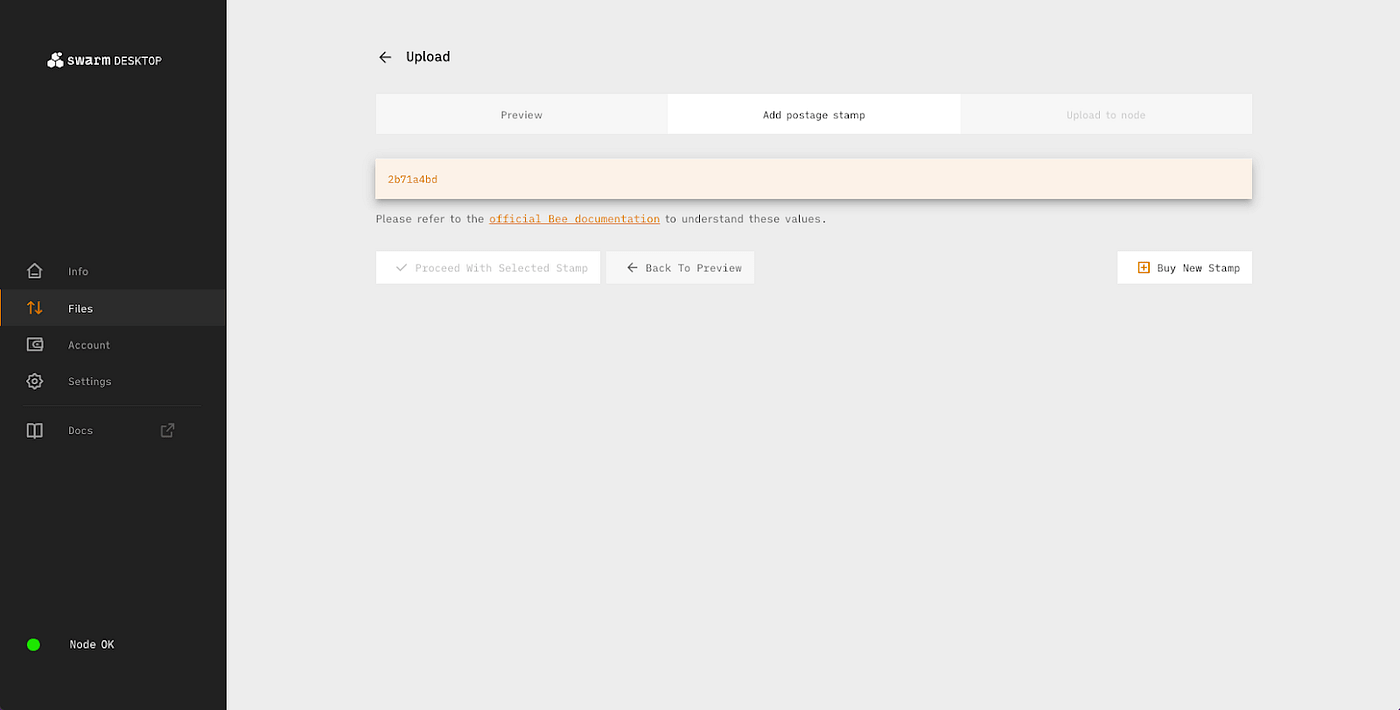 swarm DESKTOP
Info
Files
Account
Settings
Docs
Node OK
Upload
Preview
Add postage stamp
Upload to node
2b71a4bd
Please refer to the official Bee documentation to understand these values.
Proceed With Selected Stamp
Back To Preview
Buy New Stamp